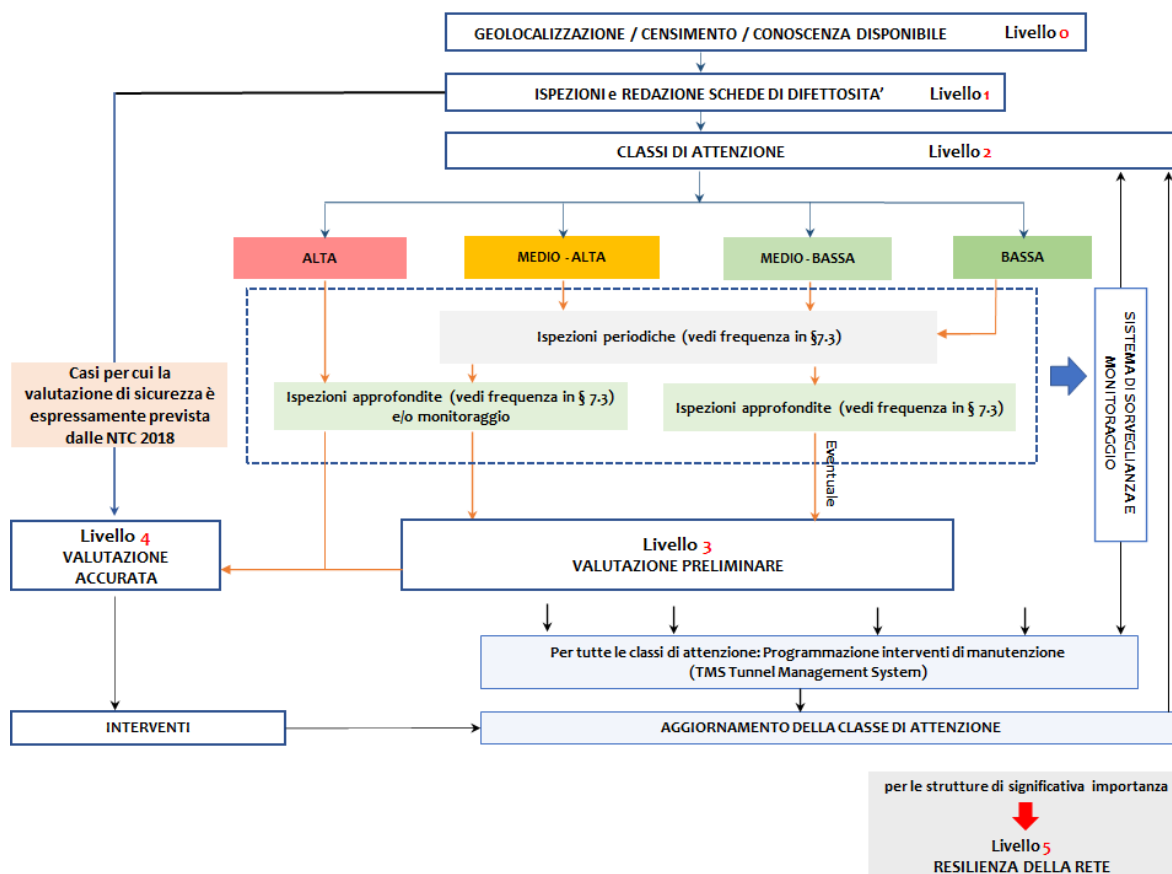 GEOLOCALIZZAZIONE / CENSIMENTO / CONOSCENZA DISPONIBILE Livello 0
ISPEZIONI e REDAZIONE SCHEDE DI DIFETTOSITA' Livello 1
CLASSI DI ATTENZIONE Livello 2
ALTA
MEDIO - ALTA
MEDIO - BASSA
BASSA
Ispezioni periodiche (vedi frequenza in §7.3)
Casi per cui la
valutazione di sicurezza è
espressamente prevista
dalle NTC 2018
Ispezioni approfondite (vedi frequenza in § 7.3)
e/o monitoraggio
Ispezioni approfondite (vedi frequenza in § 7.3)
Eventuale
SISTEMA DI SORVEGLIANZA E
MONITORAGGIO
Livello 4
VALUTAZIONE
ACCURATA
Livello 3
VALUTAZIONE PRELIMINARE
Per tutte le classi di attenzione: Programmazione interventi di manutenzione
(TMS Tunnel Management System)
INTERVENTI
AGGIORNAMENTO DELLA CLASSE DI ATTENZIONE
per le strutture di significativa importanza
Livello 5
RESILIENZA DELLA RETE